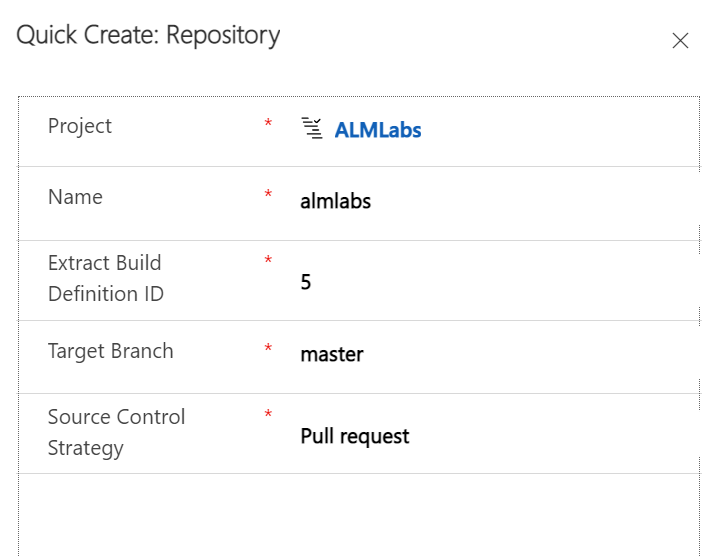 Quick Create: Repository
Project * ALMLabs
Name * almlabs
Extract Build
Definition ID * 5
Target Branch * master
Source Control
Strategy * Pull request